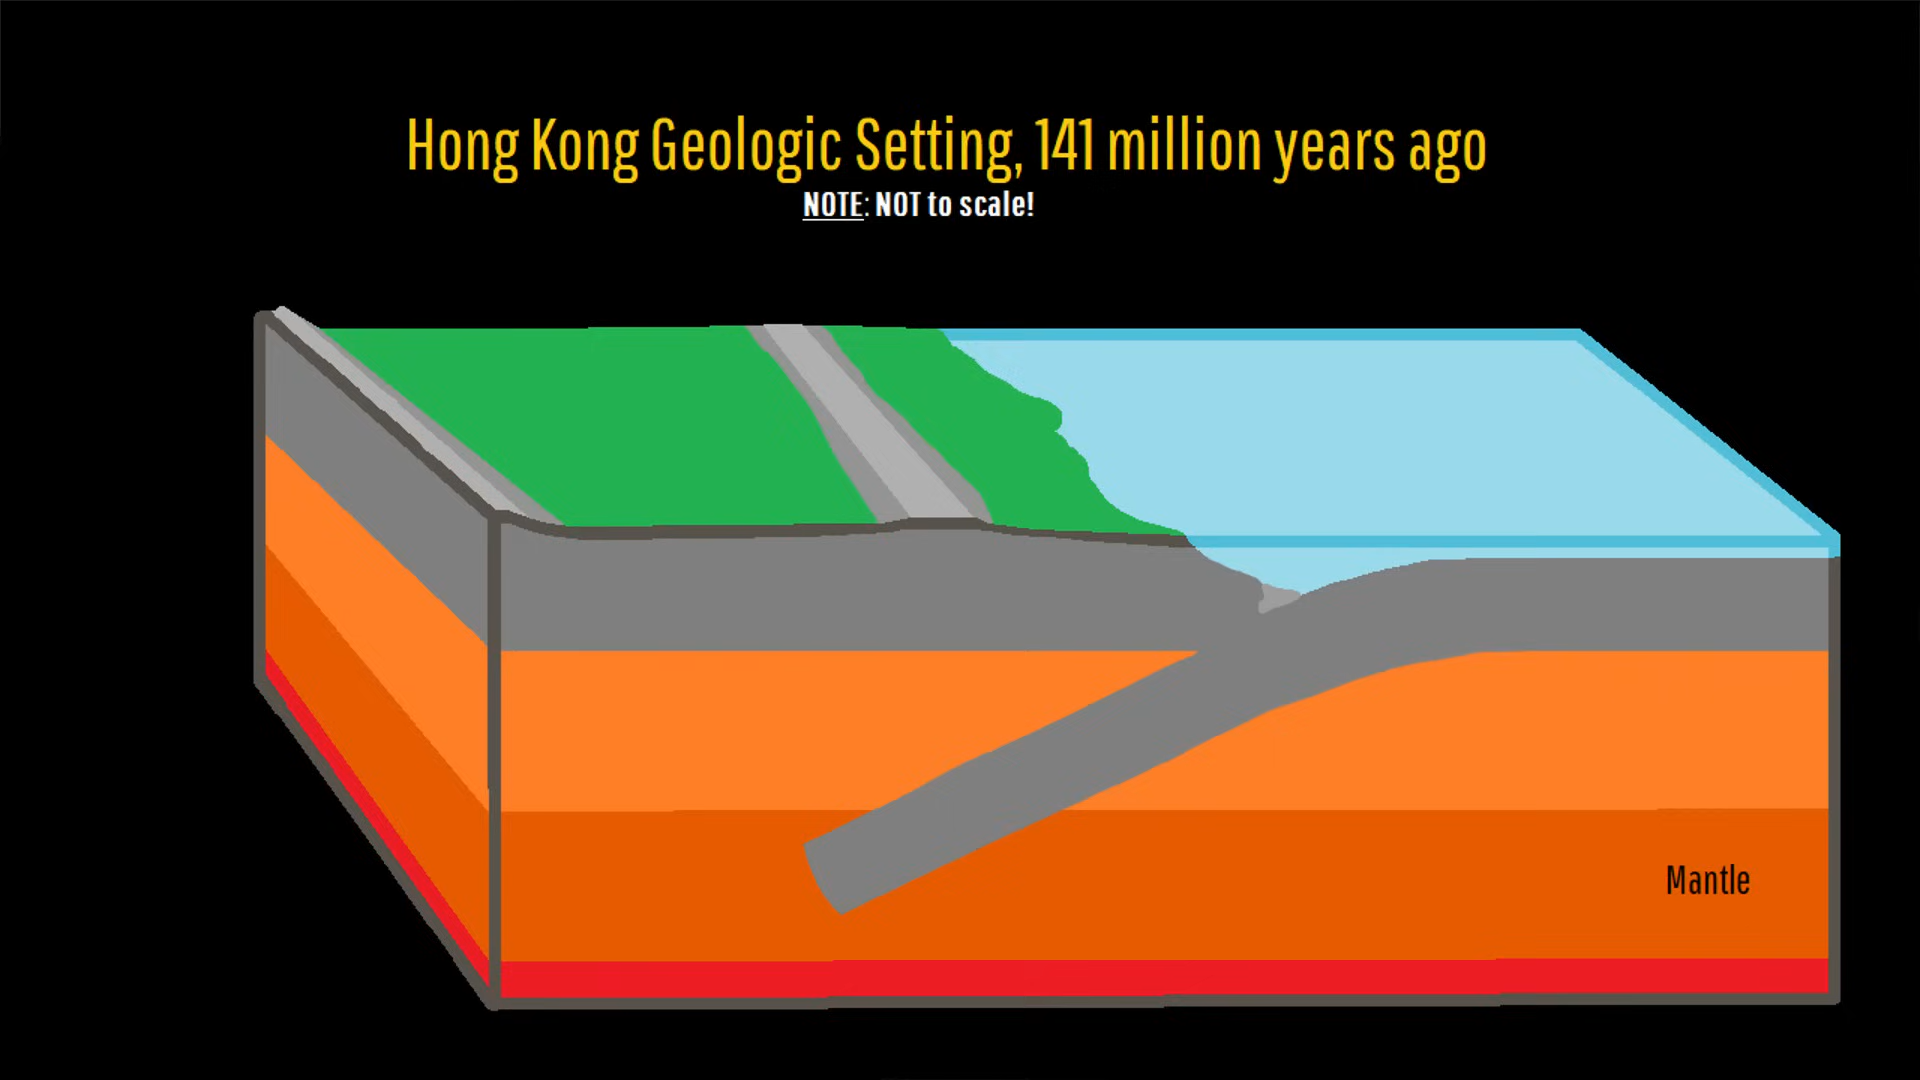 Hong Kong Geologic Setting, 141 million years ago
NOTE: NOT to scale!
Mantle